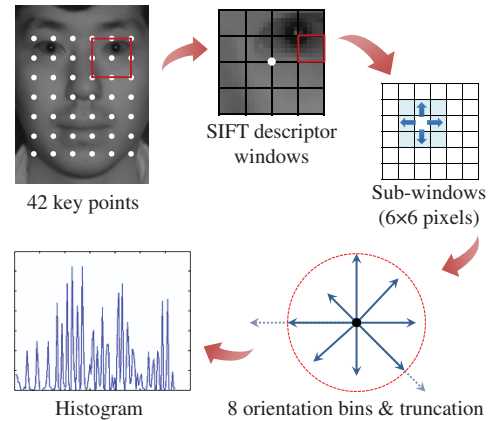 SIFT descriptor
windows
42 key points
Sub-windows
(6×6 pixels)
Histogram
8 orientation bins & truncation